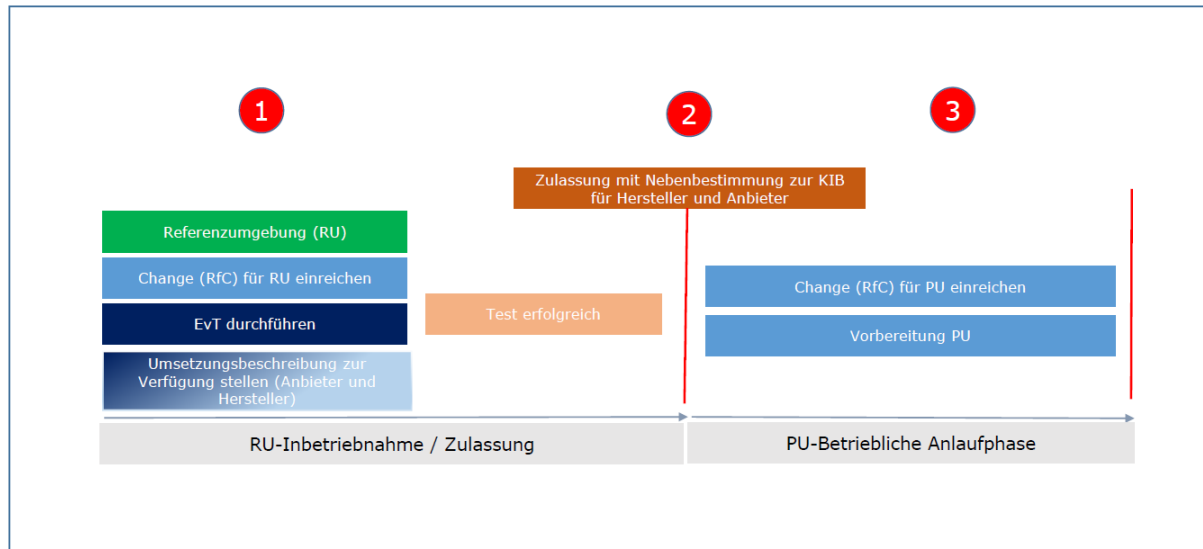 1
2
3
Zulassung mit Nebenbestimmung zur KIB
für Hersteller und Anbieter
Referenzumgebung (RU)
Change (RfC) für RU einreichen
EvT durchführen
Umsetzungsbeschreibung zur
Verfügung stellen (Anbieter und
Hersteller)
Test erfolgreich
Change (RfC) für PU einreichen
Vorbereitung PU
RU-Inbetriebnahme / Zulassung
PU-Betriebliche Anlaufphase